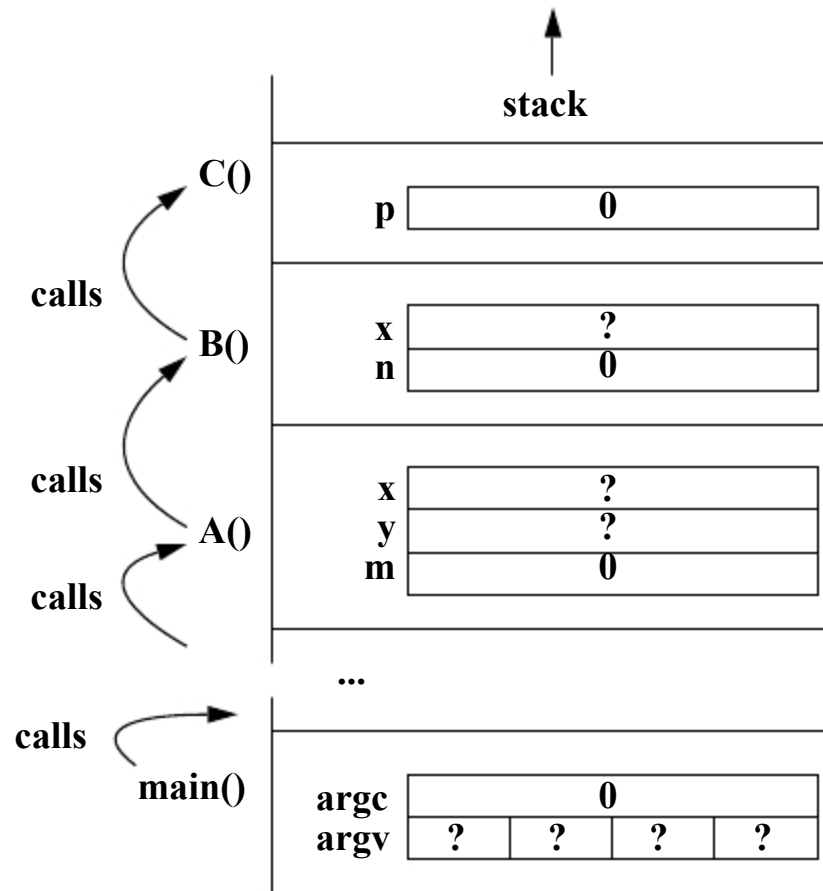 stack
C()
p 0
calls
B()
x ?
n 0
calls
x ?
A()
y ?
m 0
calls
...
calls
main()
argc 0
argv ? ? ? ?